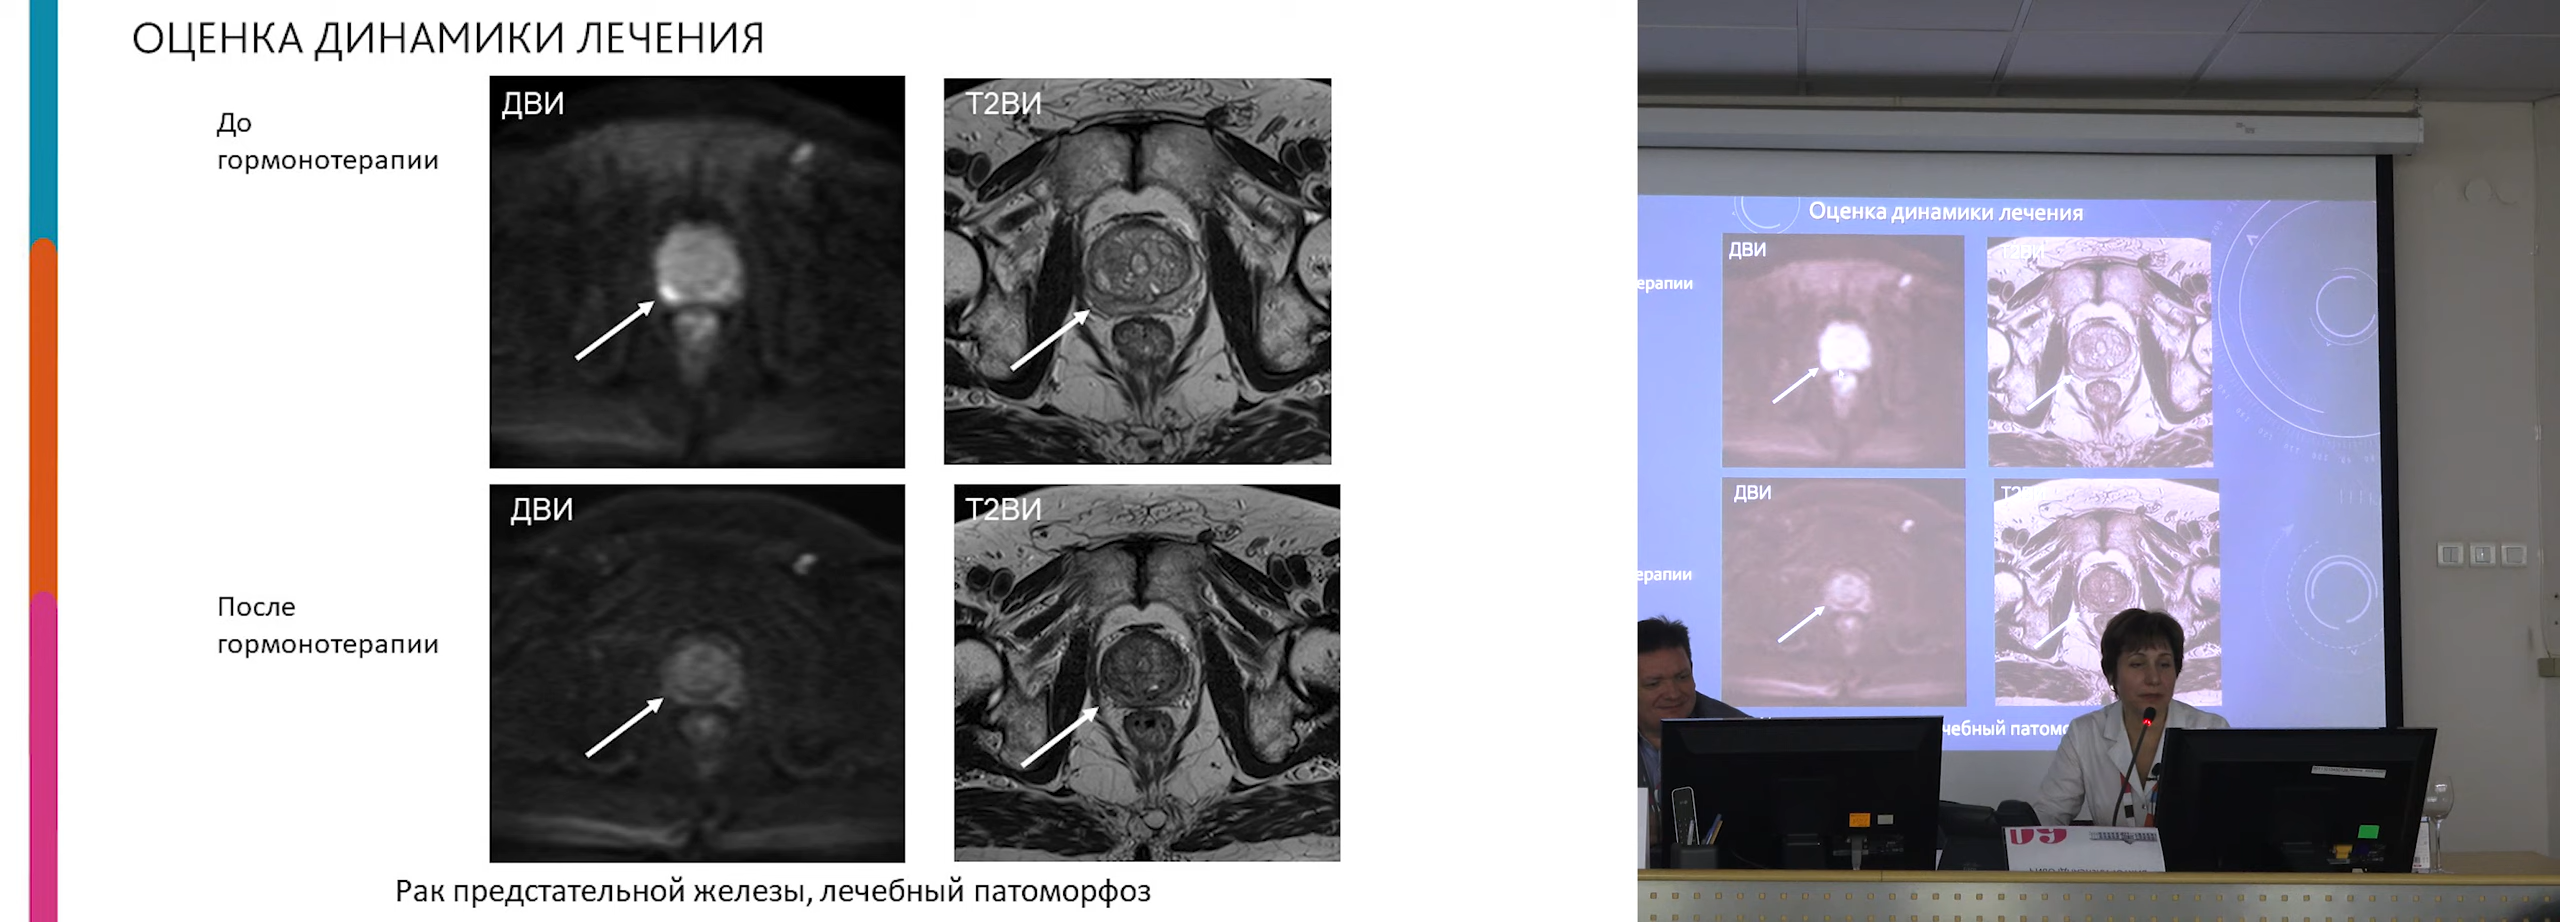 ОЦЕНКА ДИНАМИКИ ЛЕЧЕНИЯ
До
гормонотерапии
ДВИ
Т2ВИ
После
гормонотерапии
ДВИ
Т2ВИ
Рак предстательной железы, лечебный патоморфоз
Оценка динамики лечения
ДВИ
Т2ВИ
ерапии
ДВИ
ерапии
чебный патомо